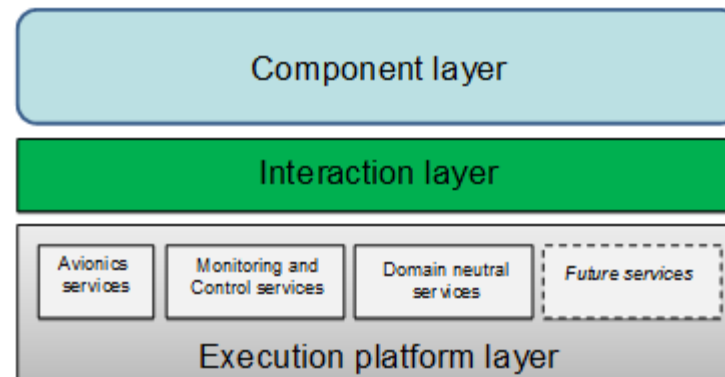 Component layer
Interaction layer
Avionics
services
Monitoring and
Control services
Domain neutral
services
Future services
Execution platform layer